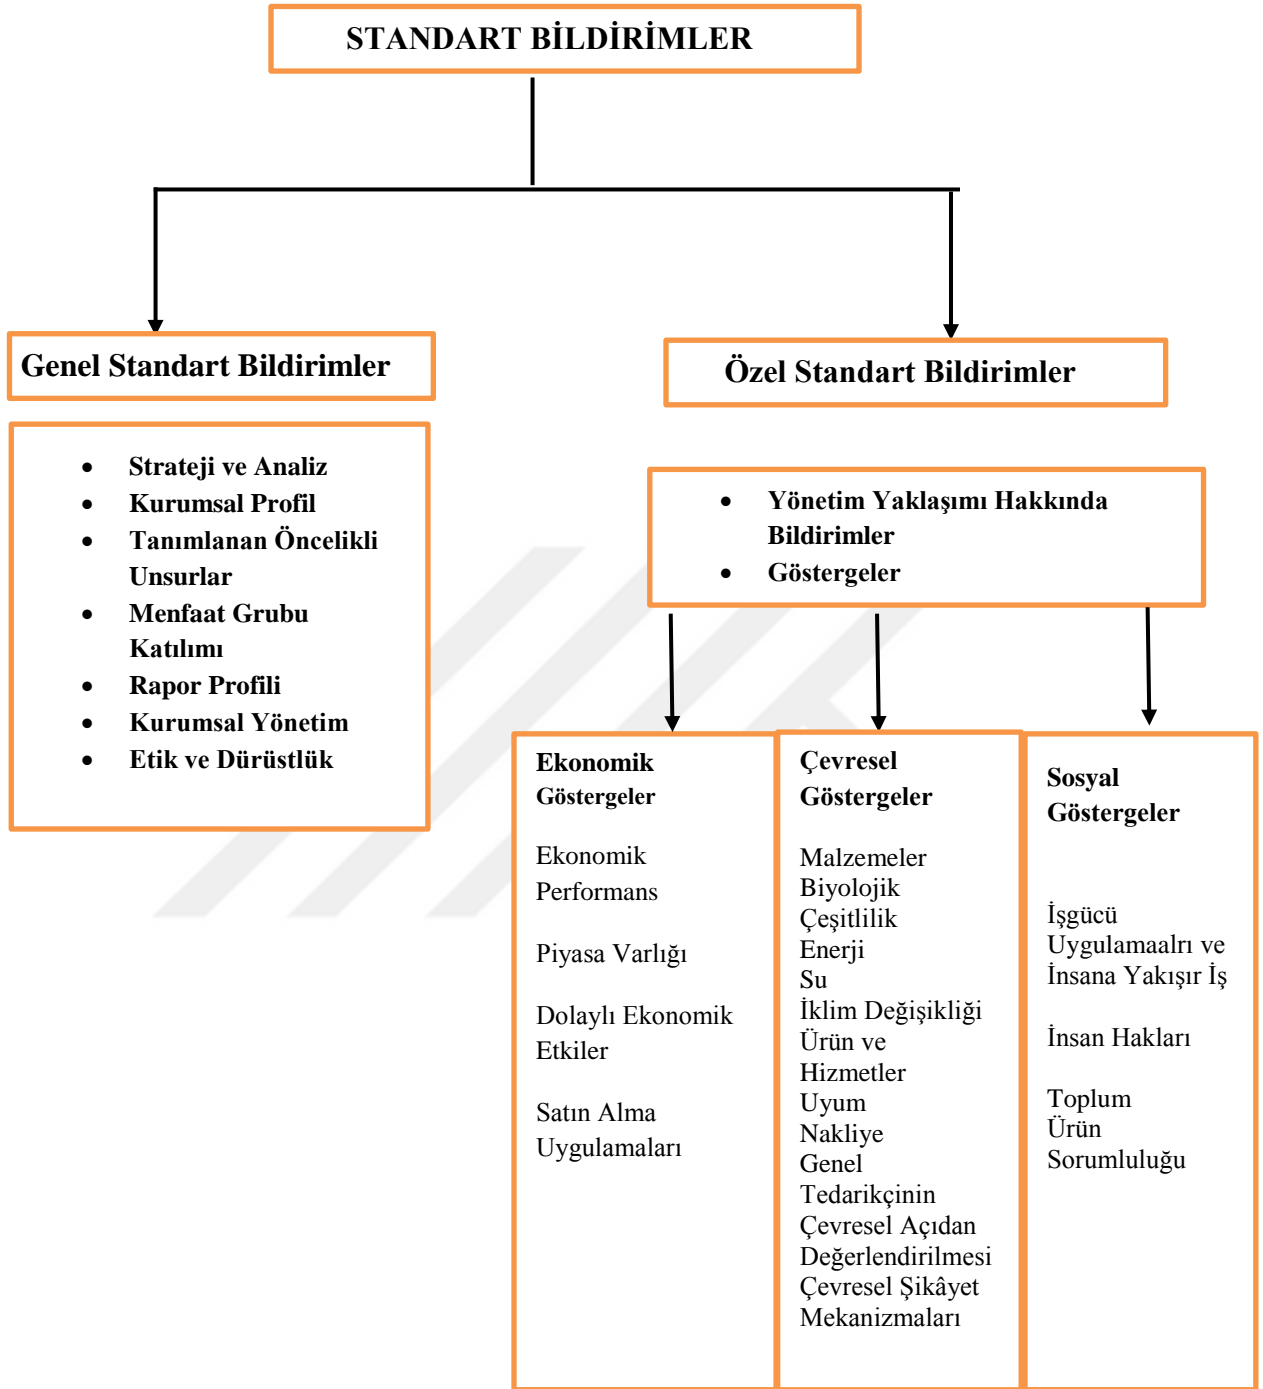 STANDART BİLDİRİMLER
Genel Standart Bildirimler
Özel Standart Bildirimler
• Strateji ve Analiz
• Kurumsal Profil
• Tanımlanan Öncelikli
Unsurlar
• Menfaat Grubu
Katılımı
• Rapor Profili
• Kurumsal Yönetim
• Etik ve Dürüstlük
• Yönetim Yaklaşımı Hakkında
Bildirimler
• Göstergeler
Ekonomik
Göstergeler
Ekonomik
Performans
Piyasa Varlığı
Dolaylı Ekonomik
Etkiler
Satın Alma
Uygulamaları
Çevresel
Göstergeler
Malzemeler
Biyolojik
Çeşitlilik
Enerji
Su
İklim Değişikliği
Ürün ve
Hizmetler
Uyum
Nakliye
Genel
Tedarikçinin
Çevresel Açıdan
Değerlendirilmesi
Çevresel Şikâyet
Mekanizmaları
Sosyal
Göstergeler
İşgücü
Uygulamaalrı ve
İnsana Yakışır İş
İnsan Hakları
Toplum
Ürün
Sorumluluğu